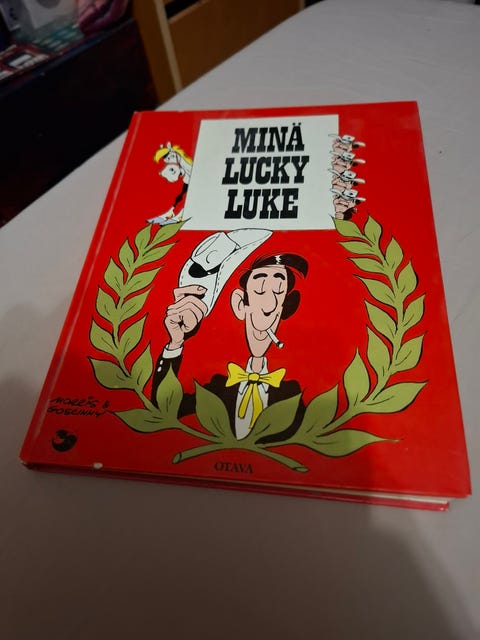 MINÄ
LUCKY
LUKE
MORRIS &
GOSCINNY
OTAVA